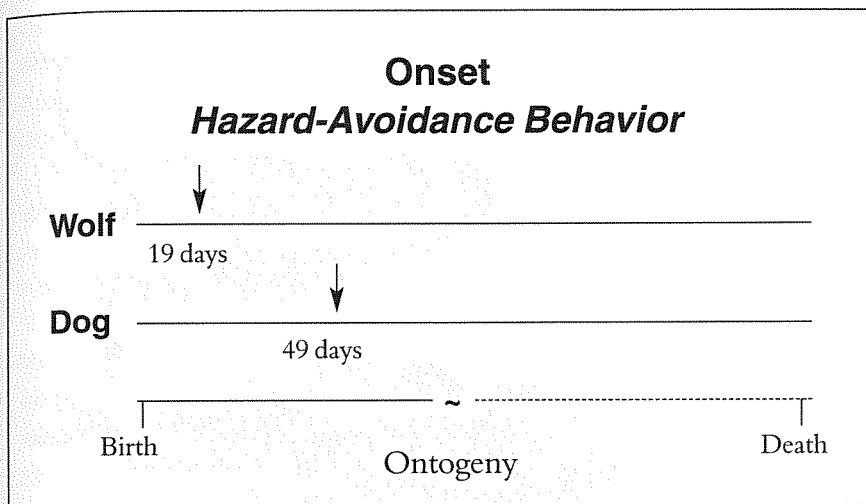 Onset
Hazard-Avoidance Behavior
Wolf
19 days
Dog
49 days
~
Birth
Death
Ontogeny